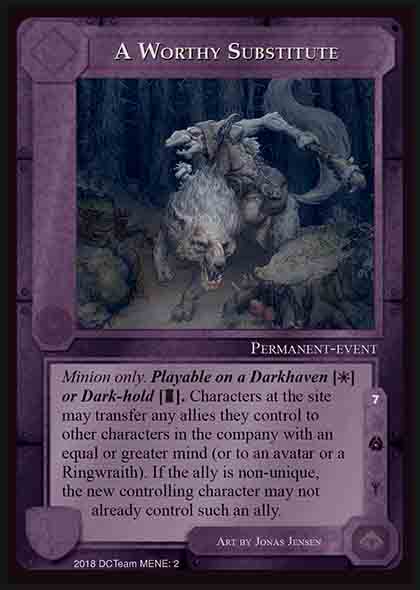 A Worthy Substitute
Permanent-event
Minion only. Playable on a Darkhaven [
] or Dark-hold [
]. Characters at the site
may transfer any allies they control to
other characters in the company with an
equal or greater mind (or to an avatar or a
Ringwraith). If the ally is non-unique,
the new controlling character may not
already control such an ally.
7
Art by Jonas Jensen
2018 DCTeam MENE: 2